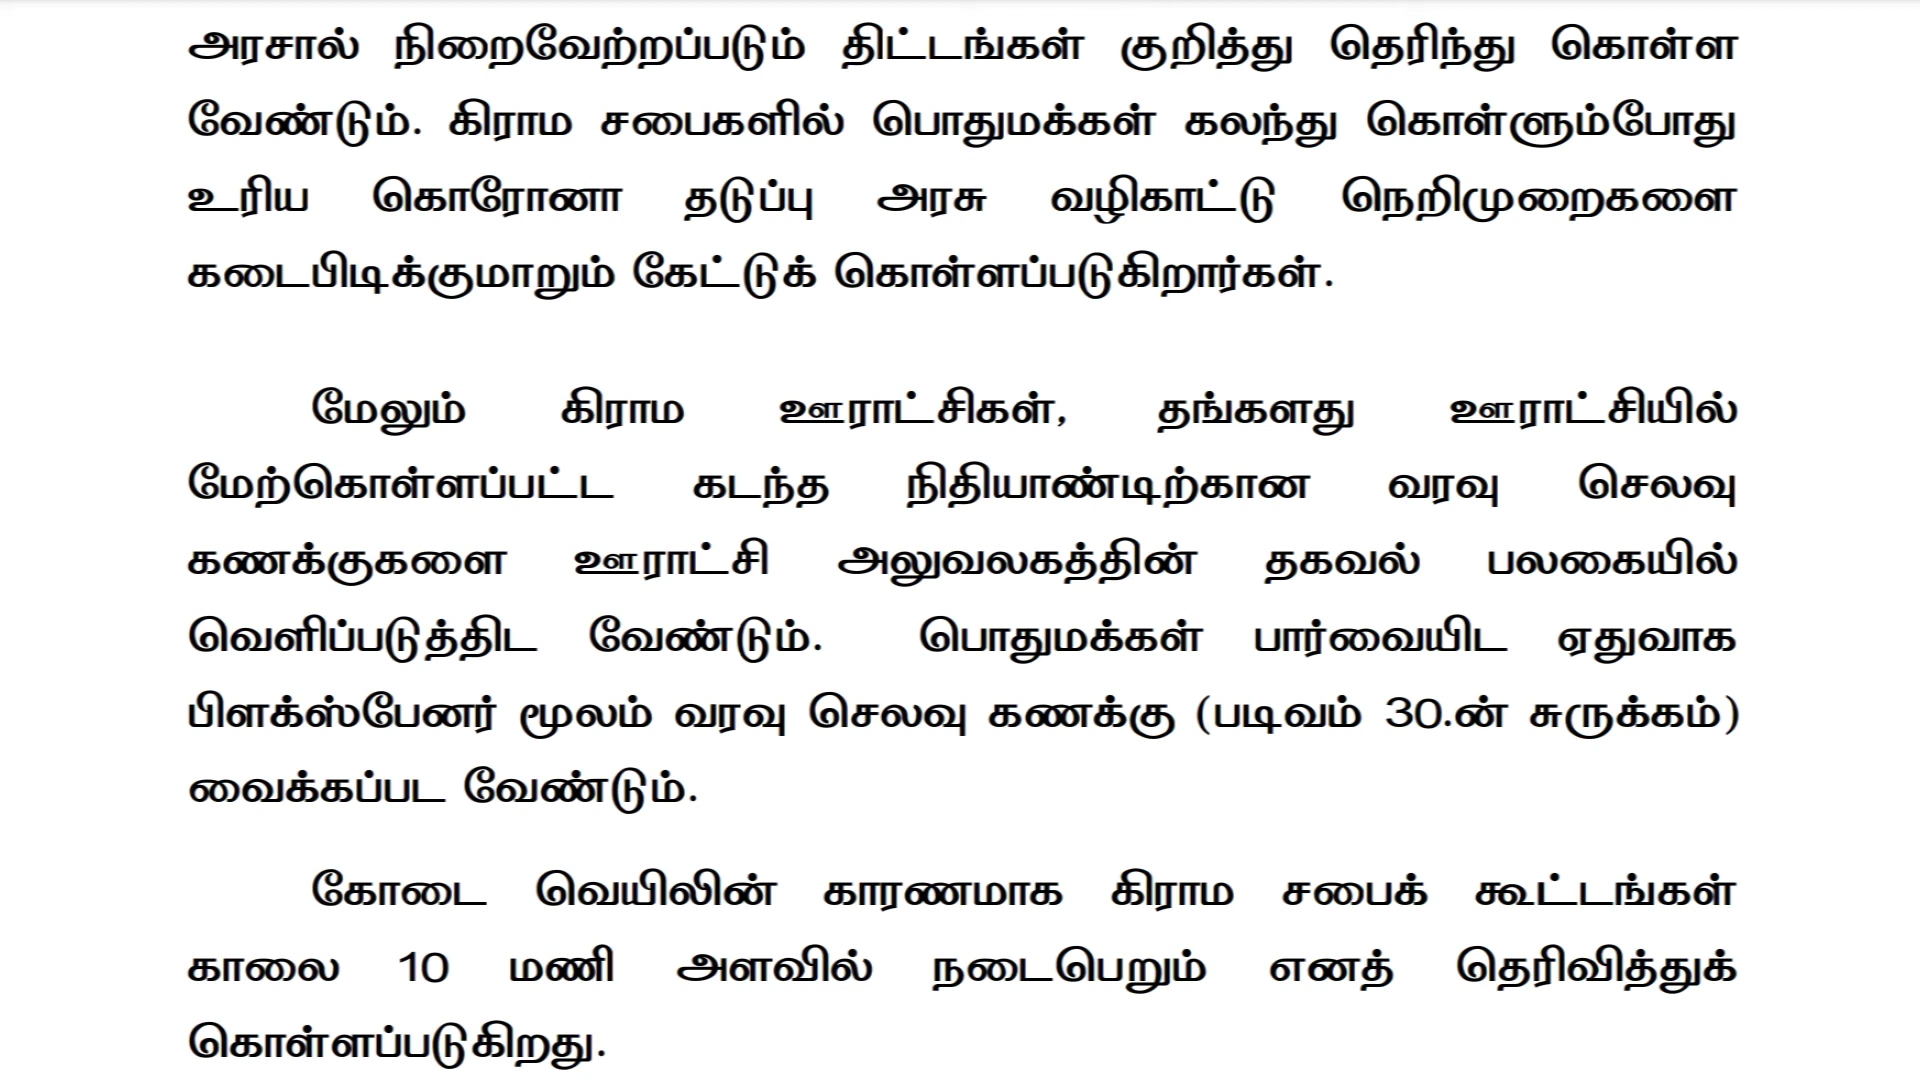 அரசால் நிறைவேற்றப்படும் திட்டங்கள் குறித்து தெரிந்து கொள்ள
வேண்டும். கிராம சபைகளில் பொதுமக்கள் கலந்து கொள்ளும்போது
உரிய கொரோனா தடுப்பு அரசு வழிகாட்டு நெறிமுறைகளை
கடைபிடிக்குமாறும் கேட்டுக் கொள்ளப்படுகிறார்கள்.
மேலும் கிராம ஊராட்சிகள், தங்களது ஊராட்சியில்
மேற்கொள்ளப்பட்ட கடந்த நிதியாண்டிற்கான வரவு செலவு
கணக்குகளை ஊராட்சி அலுவலகத்தின் தகவல் பலகையில்
வெளிப்படுத்திட வேண்டும். பொதுமக்கள் பார்வையிட ஏதுவாக
பிளக்ஸ்பேனர் மூலம் வரவு செலவு கணக்கு (படிவம் 30.ன் சுருக்கம்)
வைக்கப்பட வேண்டும்.
கோடை வெயிலின் காரணமாக கிராம சபைக் கூட்டங்கள்
காலை 10 மணி அளவில் நடைபெறும் எனத் தெரிவித்துக்
கொள்ளப்படுகிறது.